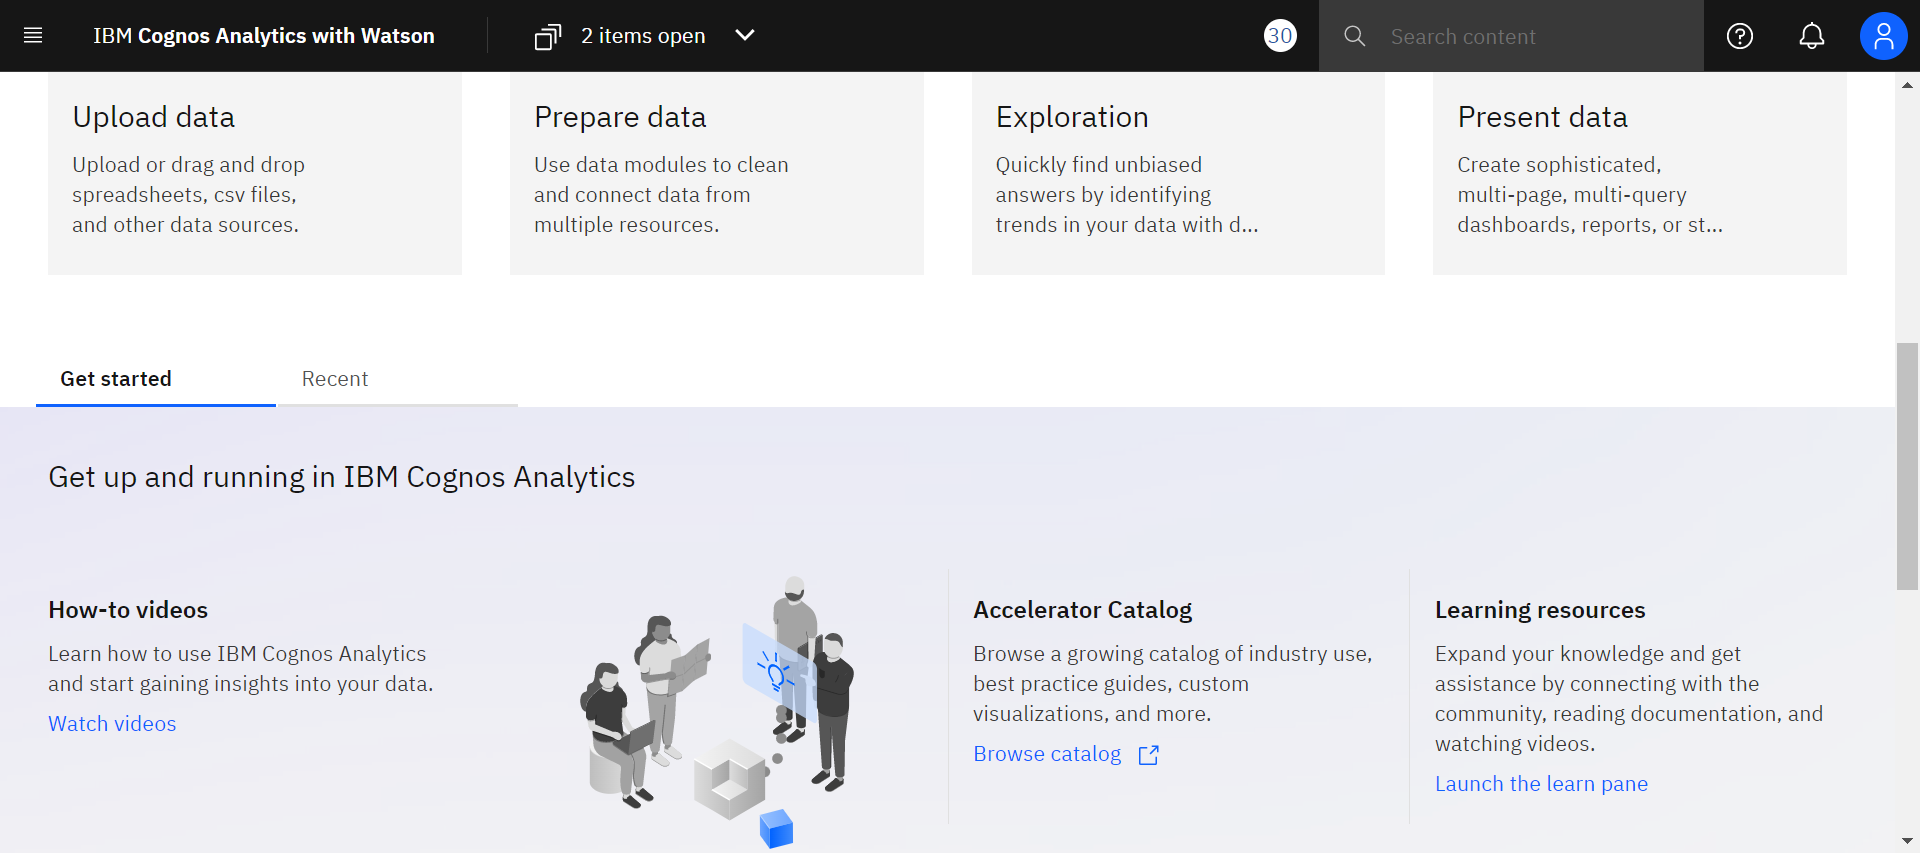 IBM Cognos Analytics with Watson
2 items open
30
Search content
Upload data
Upload or drag and drop
spreadsheets, csv files,
and other data sources.
Prepare data
Use data modules to clean
and connect data from
multiple resources.
Exploration
Quickly find unbiased
answers by identifying
trends in your data with d...
Present data
Create sophisticated,
multi-page, multi-query
dashboards, reports, or st...
Get started
Recent
Get up and running in IBM Cognos Analytics
How-to videos
Learn how to use IBM Cognos Analytics
and start gaining insights into your data.
Watch videos
Accelerator Catalog
Browse a growing catalog of industry use,
best practice guides, custom
visualizations, and more.
Browse catalog
Learning resources
Expand your knowledge and get
assistance by connecting with the
community, reading documentation, and
watching videos.
Launch the learn pane